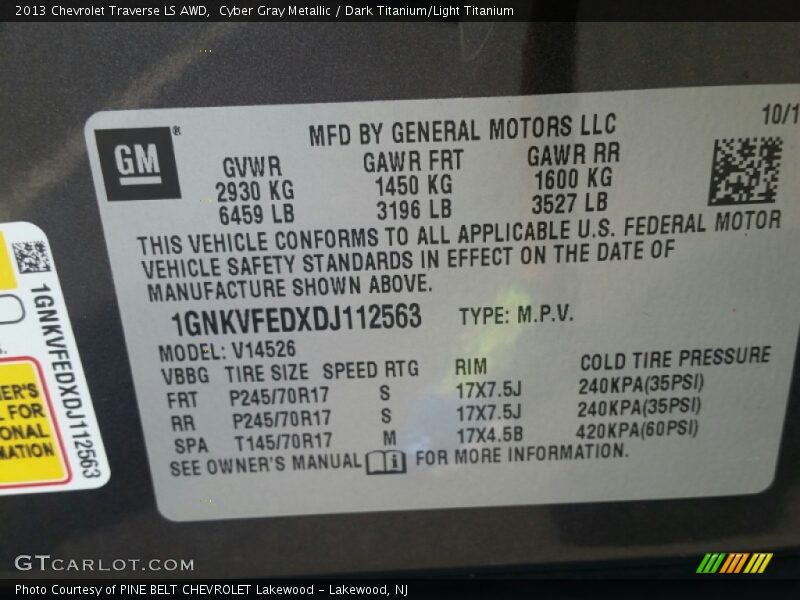 2013 Chevrolet Traverse LS AWD,  Cyber Gray Metallic / Dark Titanium/Light Titanium
10/1
GM®
MFD BY GENERAL MOTORS LLC
GVWR GAWR FRT GAWR RR
2930 KG 1450 KG 1600 KG
6459 LB 3196 LB 3527 LB
THIS VEHICLE CONFORMS TO ALL APPLICABLE U.S. FEDERAL MOTOR
VEHICLE SAFETY STANDARDS IN EFFECT ON THE DATE OF
MANUFACTURE SHOWN ABOVE.
1GNKVFEDXDJ112563 TYPE: M.P.V.
MODEL: V14526
VBBG TIRE SIZE SPEED RTG RIM COLD TIRE PRESSURE
FRT P245/70R17 S 17X7.5J 240KPA(35PSI)
RR P245/70R17 S 17X7.5J 240KPA(35PSI)
SPA T145/70R17 M 17X4.5B 420KPA(60PSI)
SEE OWNER'S MANUAL FOR MORE INFORMATION.
1GNKVFEDXDJ112563
ER'S
L FOR
ONAL
MATION
GTCARLOT.COM
Photo Courtesy of PINE BELT CHEVROLET Lakewood - Lakewood, NJ